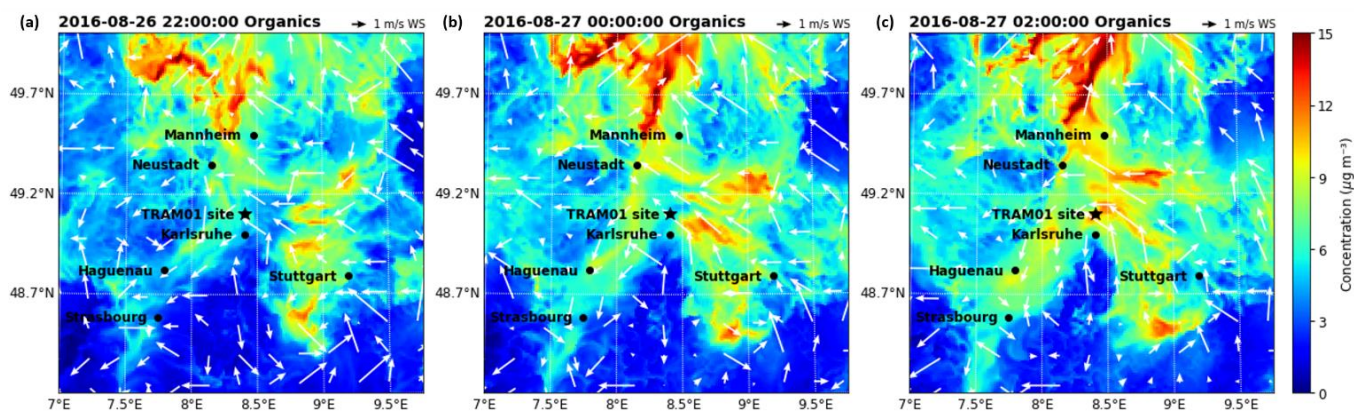 (a) 2016-08-26 22:00:00 Organics 1 m/s WS
49.7°N
49.2°N
48.7°N
Mannheim
Neustadt
TRAM01 site
Karlsruhe
Haguenau
Stuttgart
Strasbourg
7°E 7.5°E 8°E 8.5°E 9°E 9.5°E
(b) 2016-08-27 00:00:00 Organics 1 m/s WS
49.7°N
49.2°N
48.7°N
Mannheim
Neustadt
TRAM01 site
Karlsruhe
Haguenau
Stuttgart
Strasbourg
7°E 7.5°E 8°E 8.5°E 9°E 9.5°E
(c) 2016-08-27 02:00:00 Organics 1 m/s WS
49.7°N
49.2°N
48.7°N
Mannheim
Neustadt
TRAM01 site
Karlsruhe
Haguenau
Stuttgart
Strasbourg
7°E 7.5°E 8°E 8.5°E 9°E 9.5°E
15
12
9
6
3
0
Concentration (μg m⁻³)